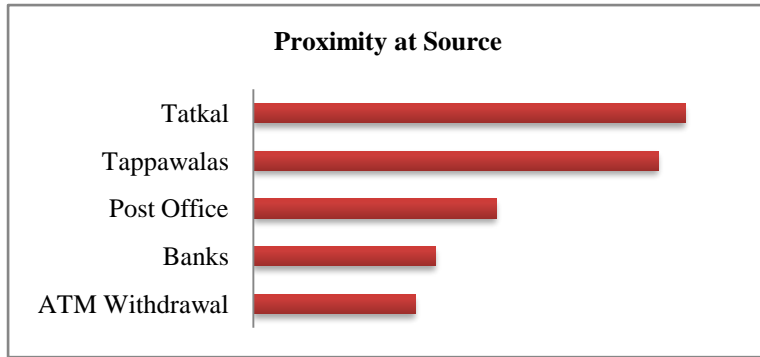 Proximity at Source
Tatkal
Tappawalas
Post Office
Banks
ATM Withdrawal